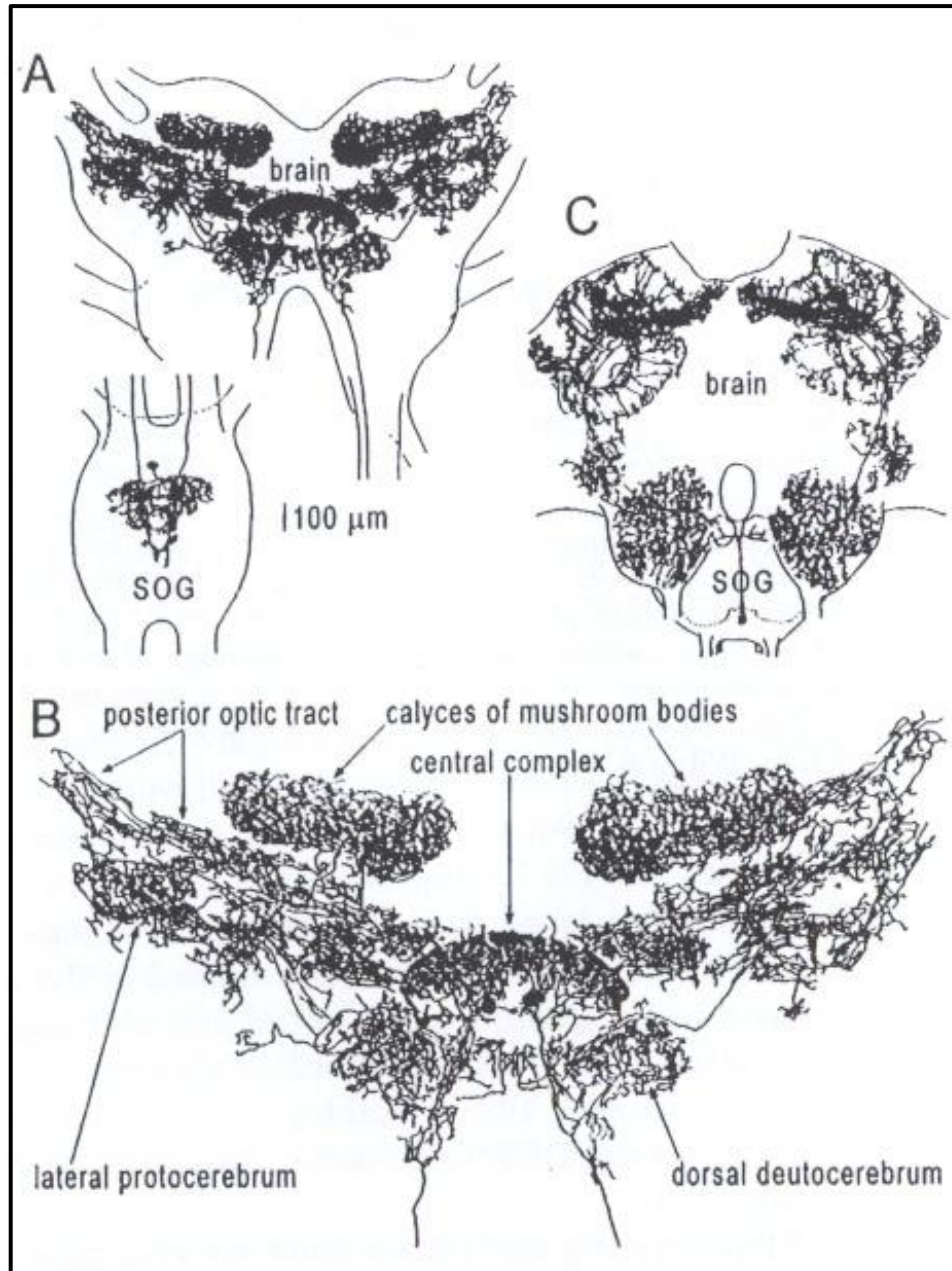 A
brain
C
brain
100 μm
SOG
SOG
B
posterior optic tract
calyces of mushroom bodies
central complex
lateral protocerebrum
dorsal deutocerebrum